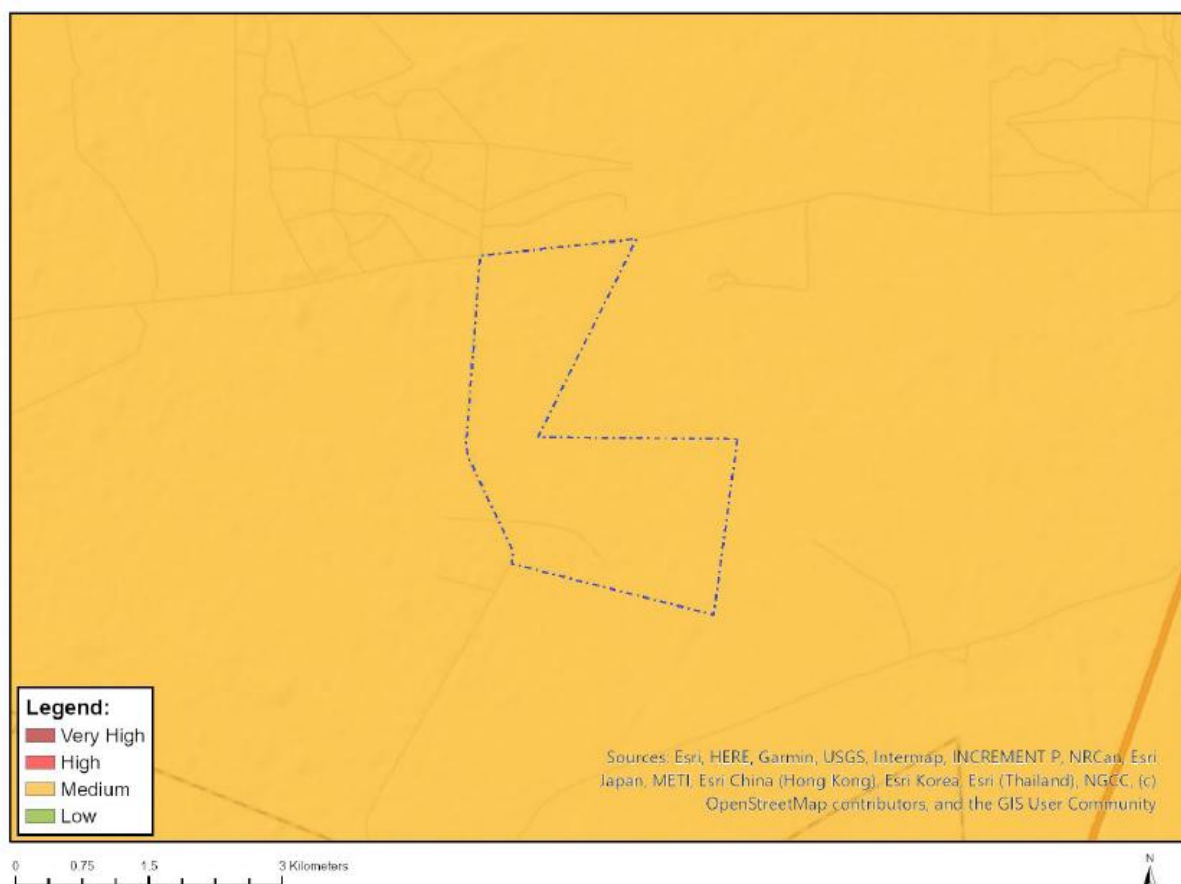 Legend:
Very High
High
Medium
Low
Sources: Esri, HERE, Garmin, USGS, Intermap, INCREMENT P, NRCan, Esri
Japan, METI, Esri China (Hong Kong), Esri Korea, Esri (Thailand), NGCC, (c)
OpenStreetMap contributors, and the GIS User Community
0 0.75 1.5 3 Kilometers
N